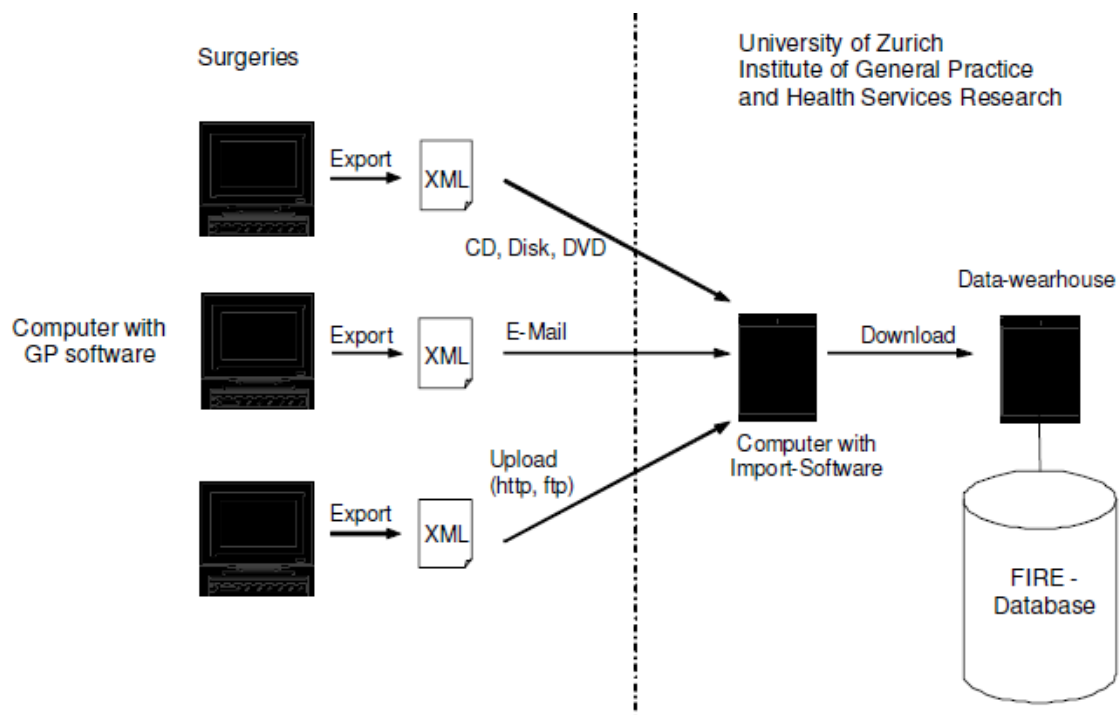 Surgeries
University of Zurich
Institute of General Practice
and Health Services Research
Export
XML
CD, Disk, DVD
Data-wearhouse
Computer with
GP software
Export
XML
E-Mail
Download
Computer with
Import-Software
Upload
(http, ftp)
Export
XML
FIRE -
Database